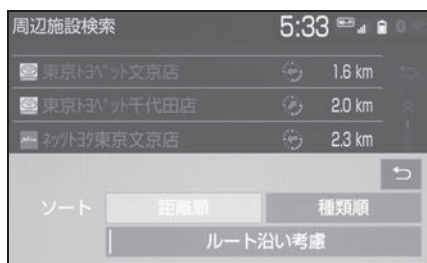 周辺施設検索 5:33 Wi-Fi 0
東京トヨペット文京店 1.6 km
東京トヨペット千代田店 2.0 km
ネッツトヨタ東京文京店 2.3 km
ソート 距離順 種類順
ルート沿い考慮